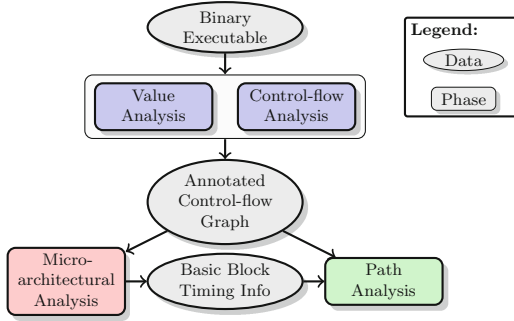 Binary
Executable
Legend:
Data
Phase
Value
Analysis
Control-flow
Analysis
Annotated
Control-flow
Graph
Micro-
architectural
Analysis
Basic Block
Timing Info
Path
Analysis